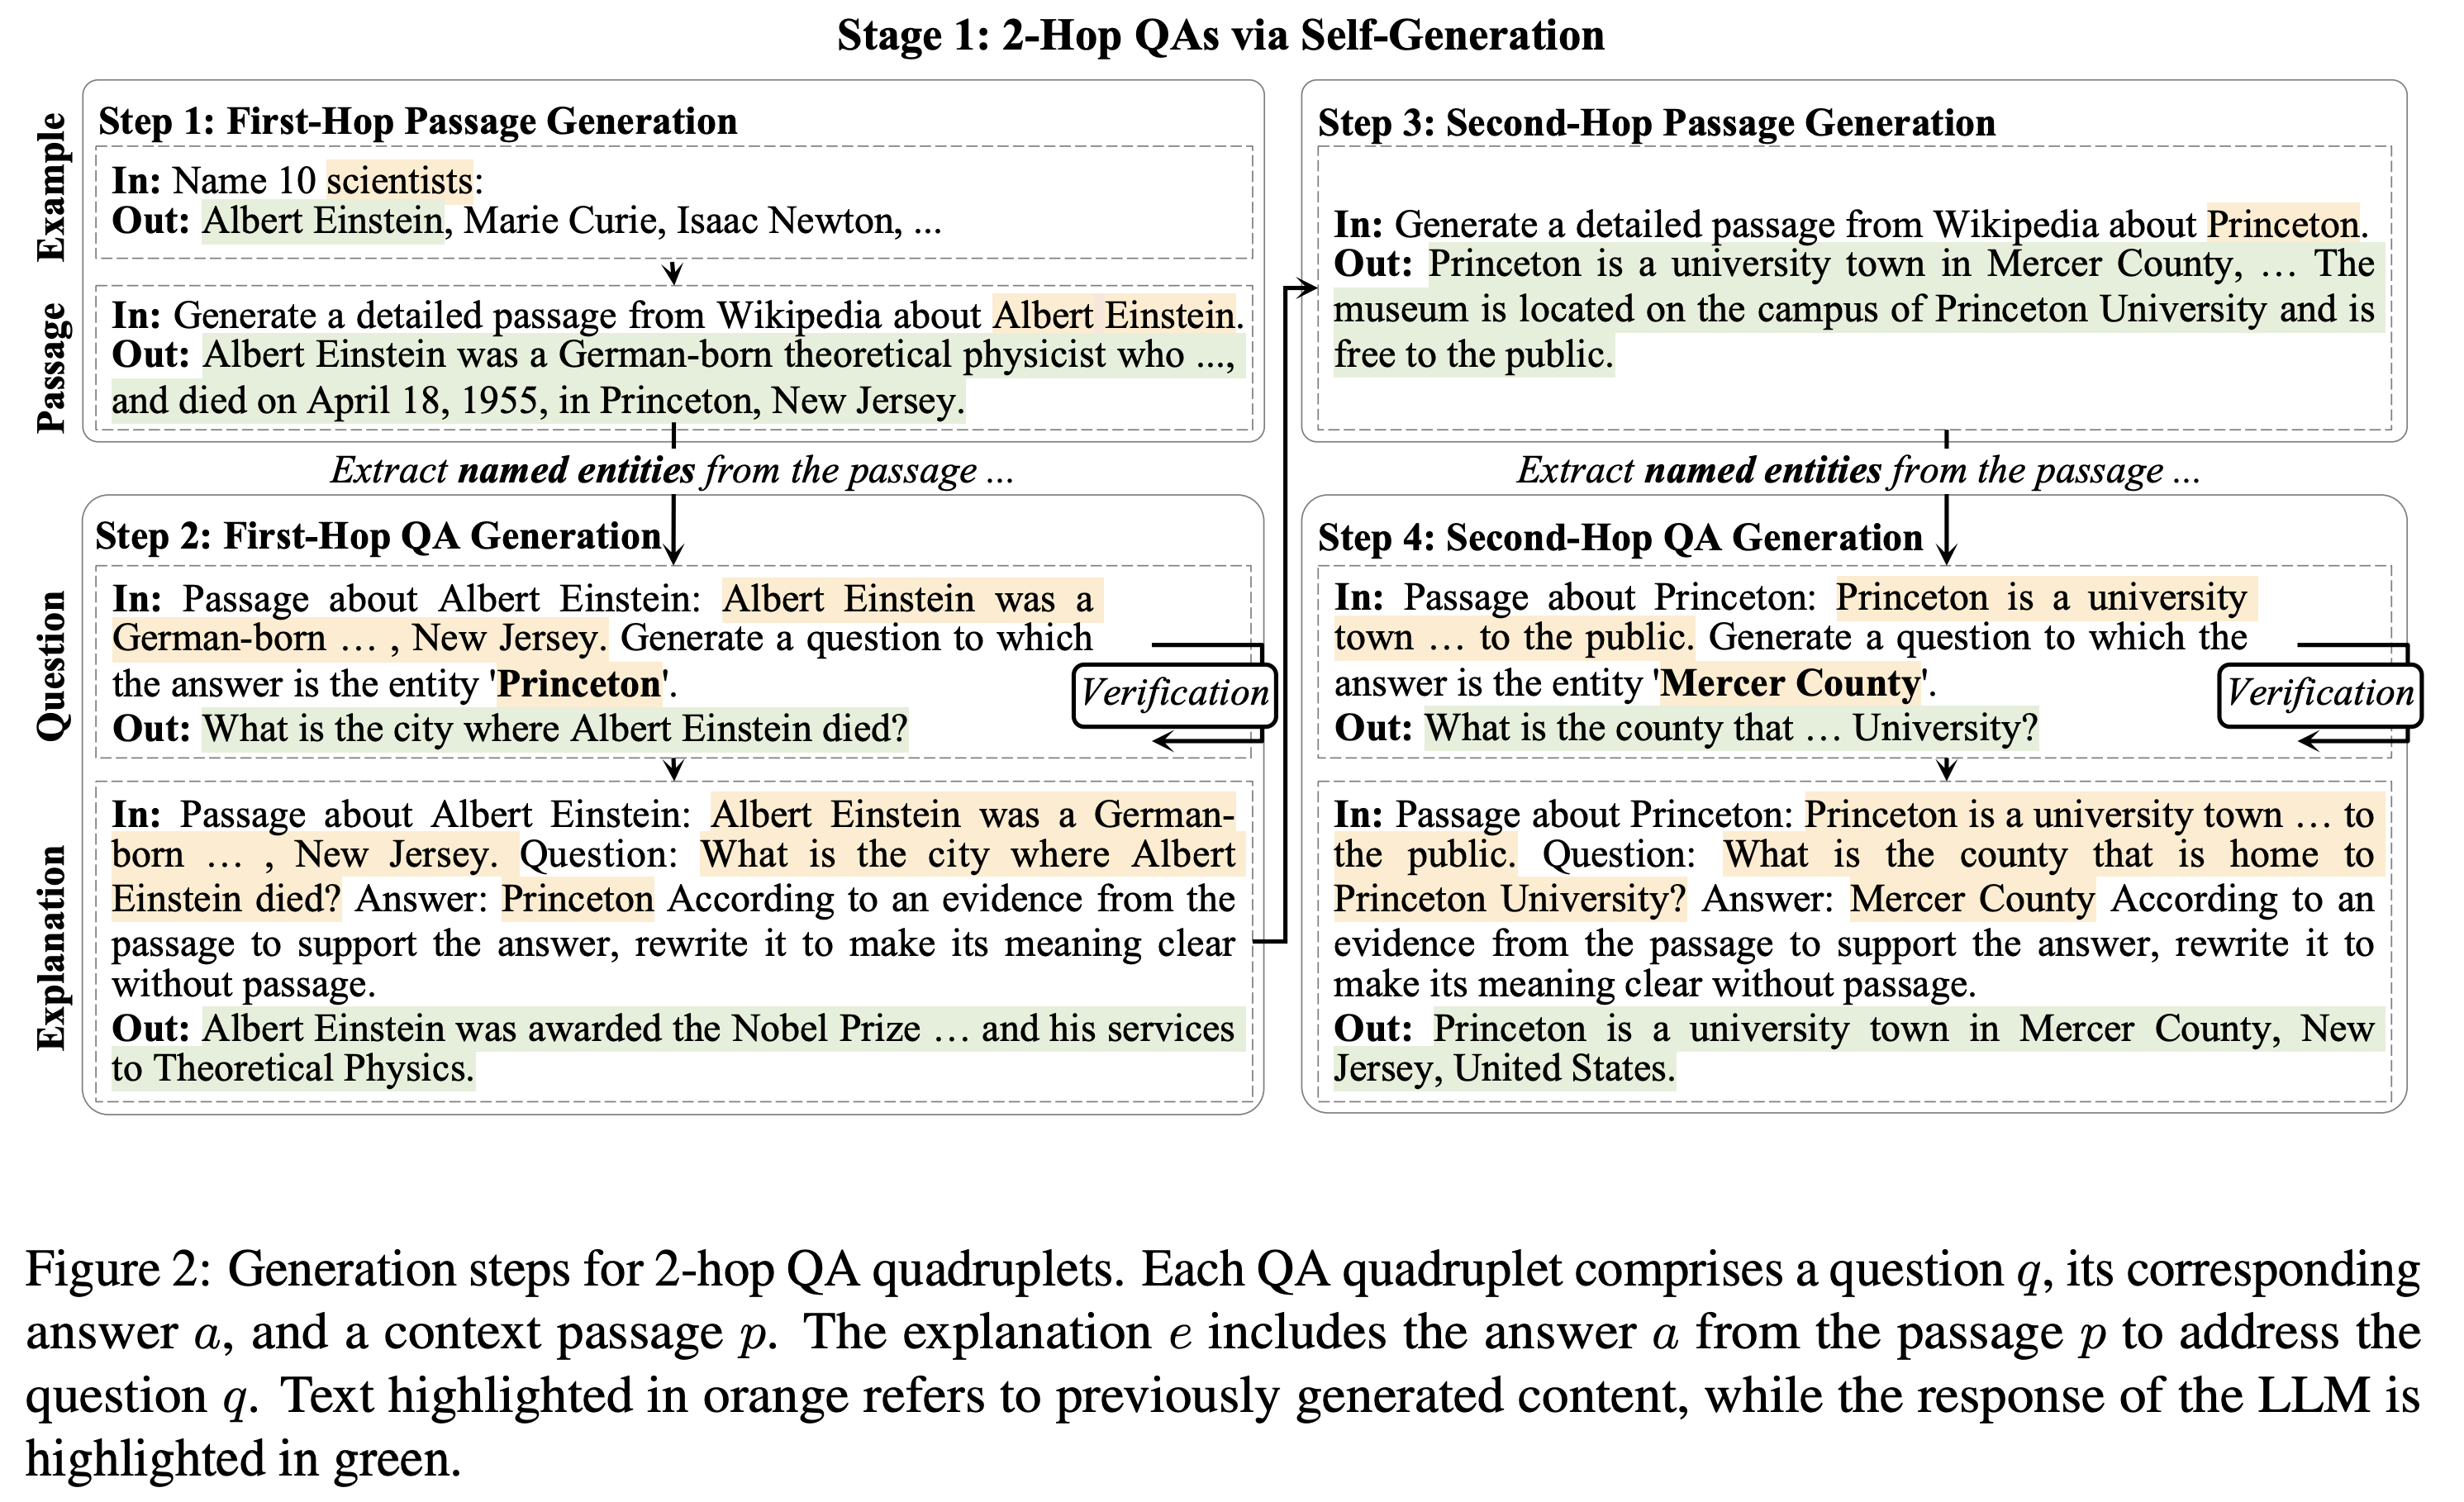 Stage 1: 2-Hop QAs via Self-Generation
Example
Passage
Step 1: First-Hop Passage Generation
In: Name 10 scientists:
Out: Albert Einstein, Marie Curie, Isaac Newton, ...
In: Generate a detailed passage from Wikipedia about Albert Einstein.
Out: Albert Einstein was a German-born theoretical physicist who ...,
and died on April 18, 1955, in Princeton, New Jersey.
Extract named entities from the passage ...
Question
Explanation
Step 2: First-Hop QA Generation
In: Passage about Albert Einstein: Albert Einstein was a
German-born … , New Jersey. Generate a question to which
the answer is the entity 'Princeton'.
Out: What is the city where Albert Einstein died?
Verification
In: Passage about Albert Einstein: Albert Einstein was a German-
born … , New Jersey. Question: What is the city where Albert
Einstein died? Answer: Princeton According to an evidence from the
passage to support the answer, rewrite it to make its meaning clear
without passage.
Out: Albert Einstein was awarded the Nobel Prize … and his services
to Theoretical Physics.
Step 3: Second-Hop Passage Generation
In: Generate a detailed passage from Wikipedia about Princeton.
Out: Princeton is a university town in Mercer County, … The
museum is located on the campus of Princeton University and is
free to the public.
Extract named entities from the passage ...
Step 4: Second-Hop QA Generation
In: Passage about Princeton: Princeton is a university
town … to the public. Generate a question to which the
answer is the entity 'Mercer County'.
Out: What is the county that … University?
Verification
In: Passage about Princeton: Princeton is a university town … to
the public. Question: What is the county that is home to
Princeton University? Answer: Mercer County According to an
evidence from the passage to support the answer, rewrite it to
make its meaning clear without passage.
Out: Princeton is a university town in Mercer County, New
Jersey, United States.
Figure 2: Generation steps for 2-hop QA quadruplets. Each QA quadruplet comprises a question q, its corresponding
answer a, and a context passage p. The explanation e includes the answer a from the passage p to address the
question q. Text highlighted in orange refers to previously generated content, while the response of the LLM is
highlighted in green.